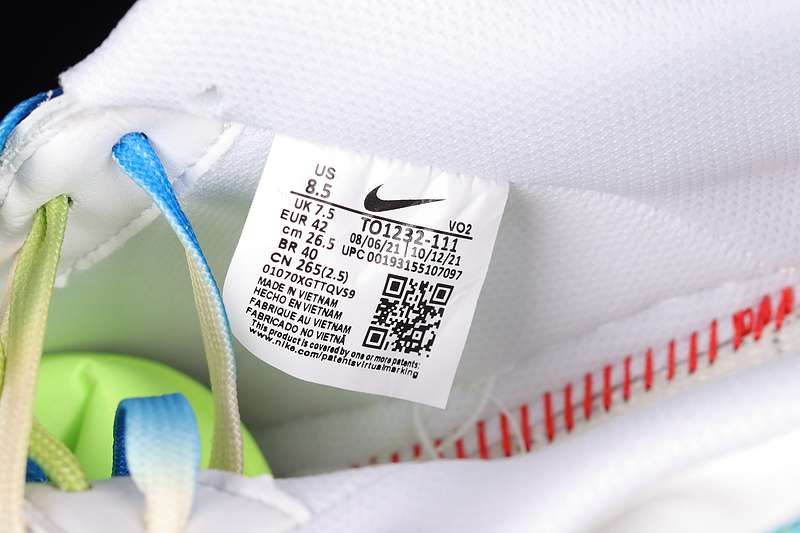 US
8.5
UK 7.5
EUR 42
cm 26.5
BR 40
CN 265(2.5)
VO2
TO1232-111
08/06/21 | 10/12/21
UPC 00193155107097
01070XGTTQVS9
MADE IN VIETNAM
HECHO EN VIETNAM
FABRIQUE AU VIETNAM
FABRICADO NO VIETNÃ
This product is covered by one or more patents:
www.nike.com/patentsvirtualmarking